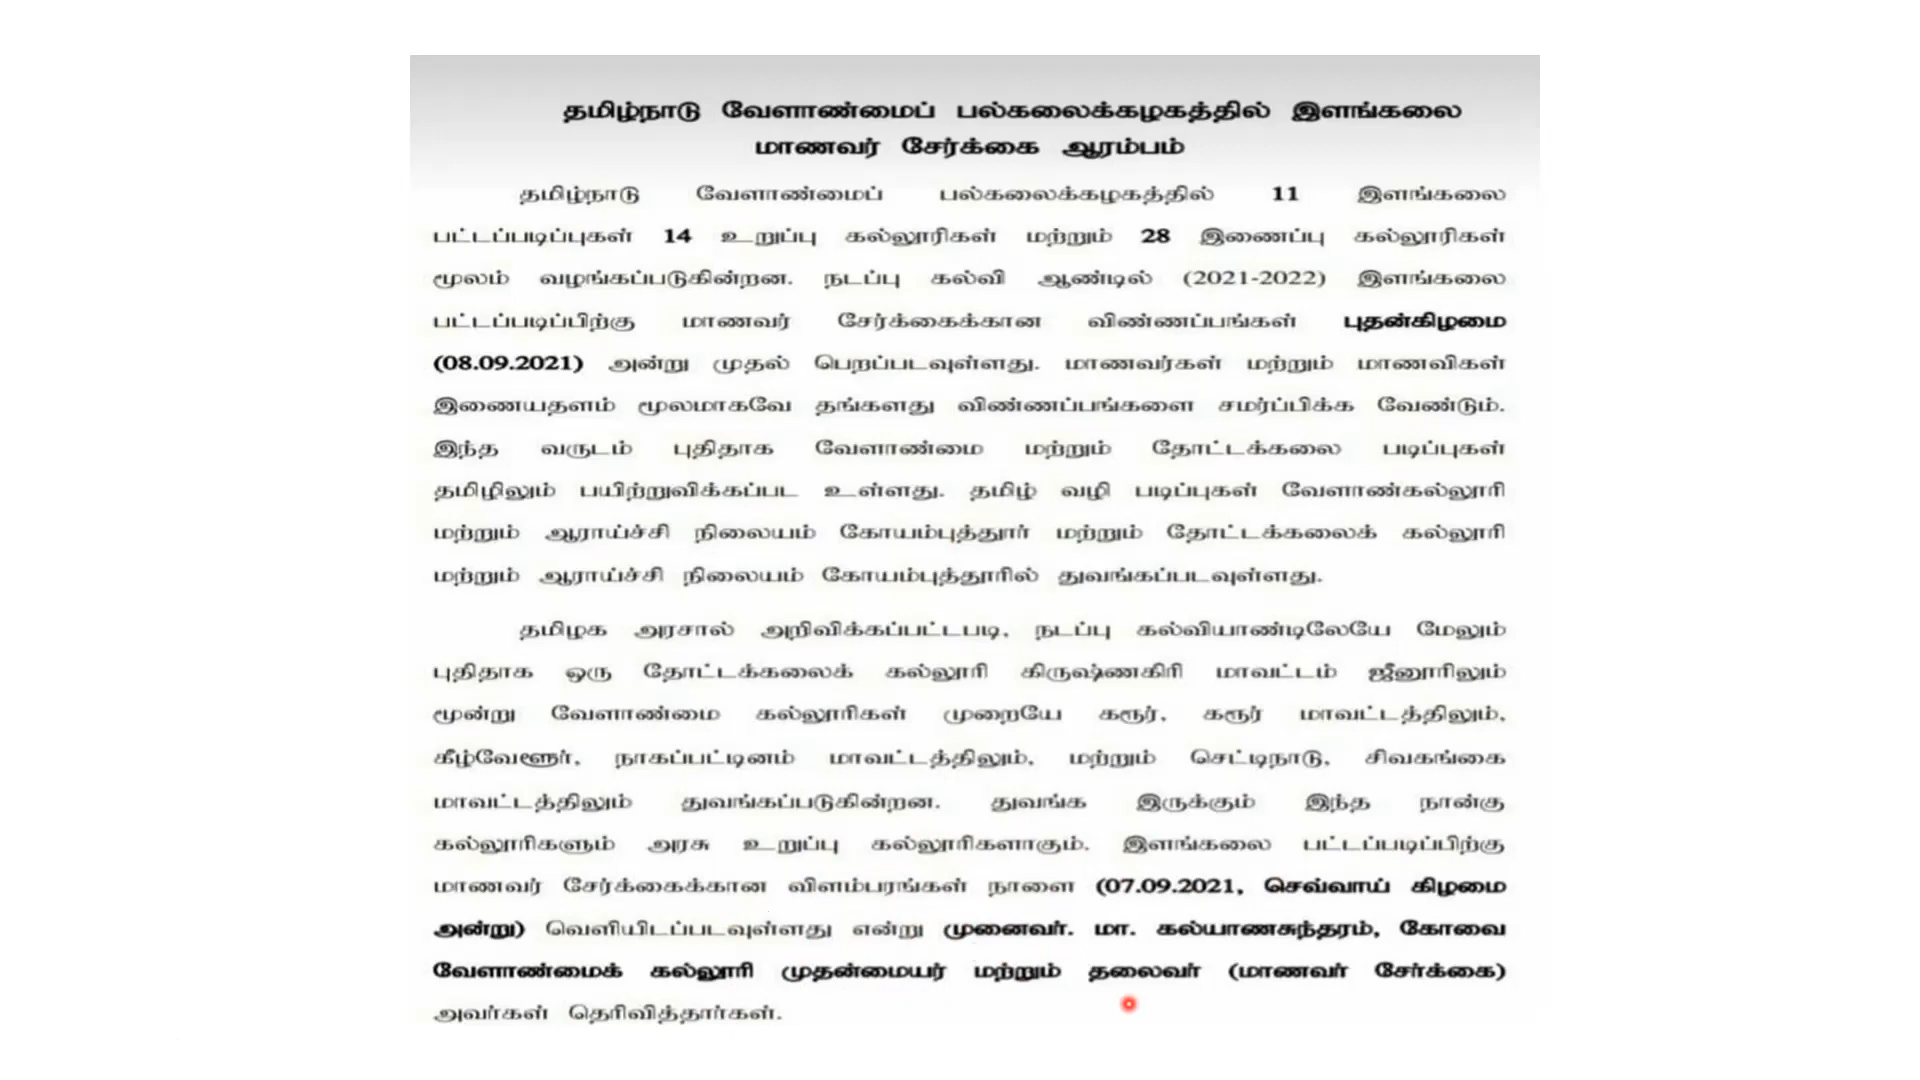 தமிழ்நாடு வேளாண்மைப் பல்கலைக்கழகத்தில் இளங்கலை
மாணவர் சேர்க்கை ஆரம்பம்
தமிழ்நாடு வேளாண்மைப் பல்கலைக்கழகத்தில் 11 இளங்கலை
பட்டப்படிப்புகள் 14 உறுப்பு கல்லூரிகள் மற்றும் 28 இணைப்பு கல்லூரிகள்
மூலம் வழங்கப்படுகின்றன. நடப்பு கல்வி ஆண்டில் (2021-2022) இளங்கலை
பட்டப்படிப்பிற்கு மாணவர் சேர்க்கைக்கான விண்ணப்பங்கள் புதன்கிழமை
(08.09.2021) அன்று முதல் பெறப்படவுள்ளது. மாணவர்கள் மற்றும் மாணவிகள்
இணையதளம் மூலமாகவே தங்களது விண்ணப்பங்களை சமர்ப்பிக்க வேண்டும்.
இந்த வருடம் புதிதாக வேளாண்மை மற்றும் தோட்டக்கலை படிப்புகள்
தமிழிலும் பயிற்றுவிக்கப்பட உள்ளது. தமிழ் வழி படிப்புகள் வேளாண்கல்லூரி
மற்றும் ஆராய்ச்சி நிலையம் கோயம்புத்தூர் மற்றும் தோட்டக்கலைக் கல்லூரி
மற்றும் ஆராய்ச்சி நிலையம் கோயம்புத்தூரில் துவங்கப்படவுள்ளது.
தமிழக அரசால் அறிவிக்கப்பட்டபடி, நடப்பு கல்வியாண்டிலேயே மேலும்
புதிதாக ஒரு தோட்டக்கலைக் கல்லூரி கிருஷ்ணகிரி மாவட்டம் ஜீனூரிலும்
மூன்று வேளாண்மை கல்லூரிகள் முறையே கரூர், கரூர் மாவட்டத்திலும்,
கீழ்வேளூர், நாகப்பட்டினம் மாவட்டத்திலும், மற்றும் செட்டிநாடு, சிவகங்கை
மாவட்டத்திலும் துவங்கப்படுகின்றன. துவங்க இருக்கும் இந்த நான்கு
கல்லூரிகளும் அரசு உறுப்பு கல்லூரிகளாகும். இளங்கலை பட்டப்படிப்பிற்கு
மாணவர் சேர்க்கைக்கான விளம்பரங்கள் நாளை (07.09.2021, செவ்வாய் கிழமை
அன்று) வெளியிடப்படவுள்ளது என்று முனைவர். மா. கல்யாணசுந்தரம், கோவை
வேளாண்மைக் கல்லூரி முதன்மையர் மற்றும் தலைவர் (மாணவர் சேர்க்கை)
அவர்கள் தெரிவித்தார்கள்.